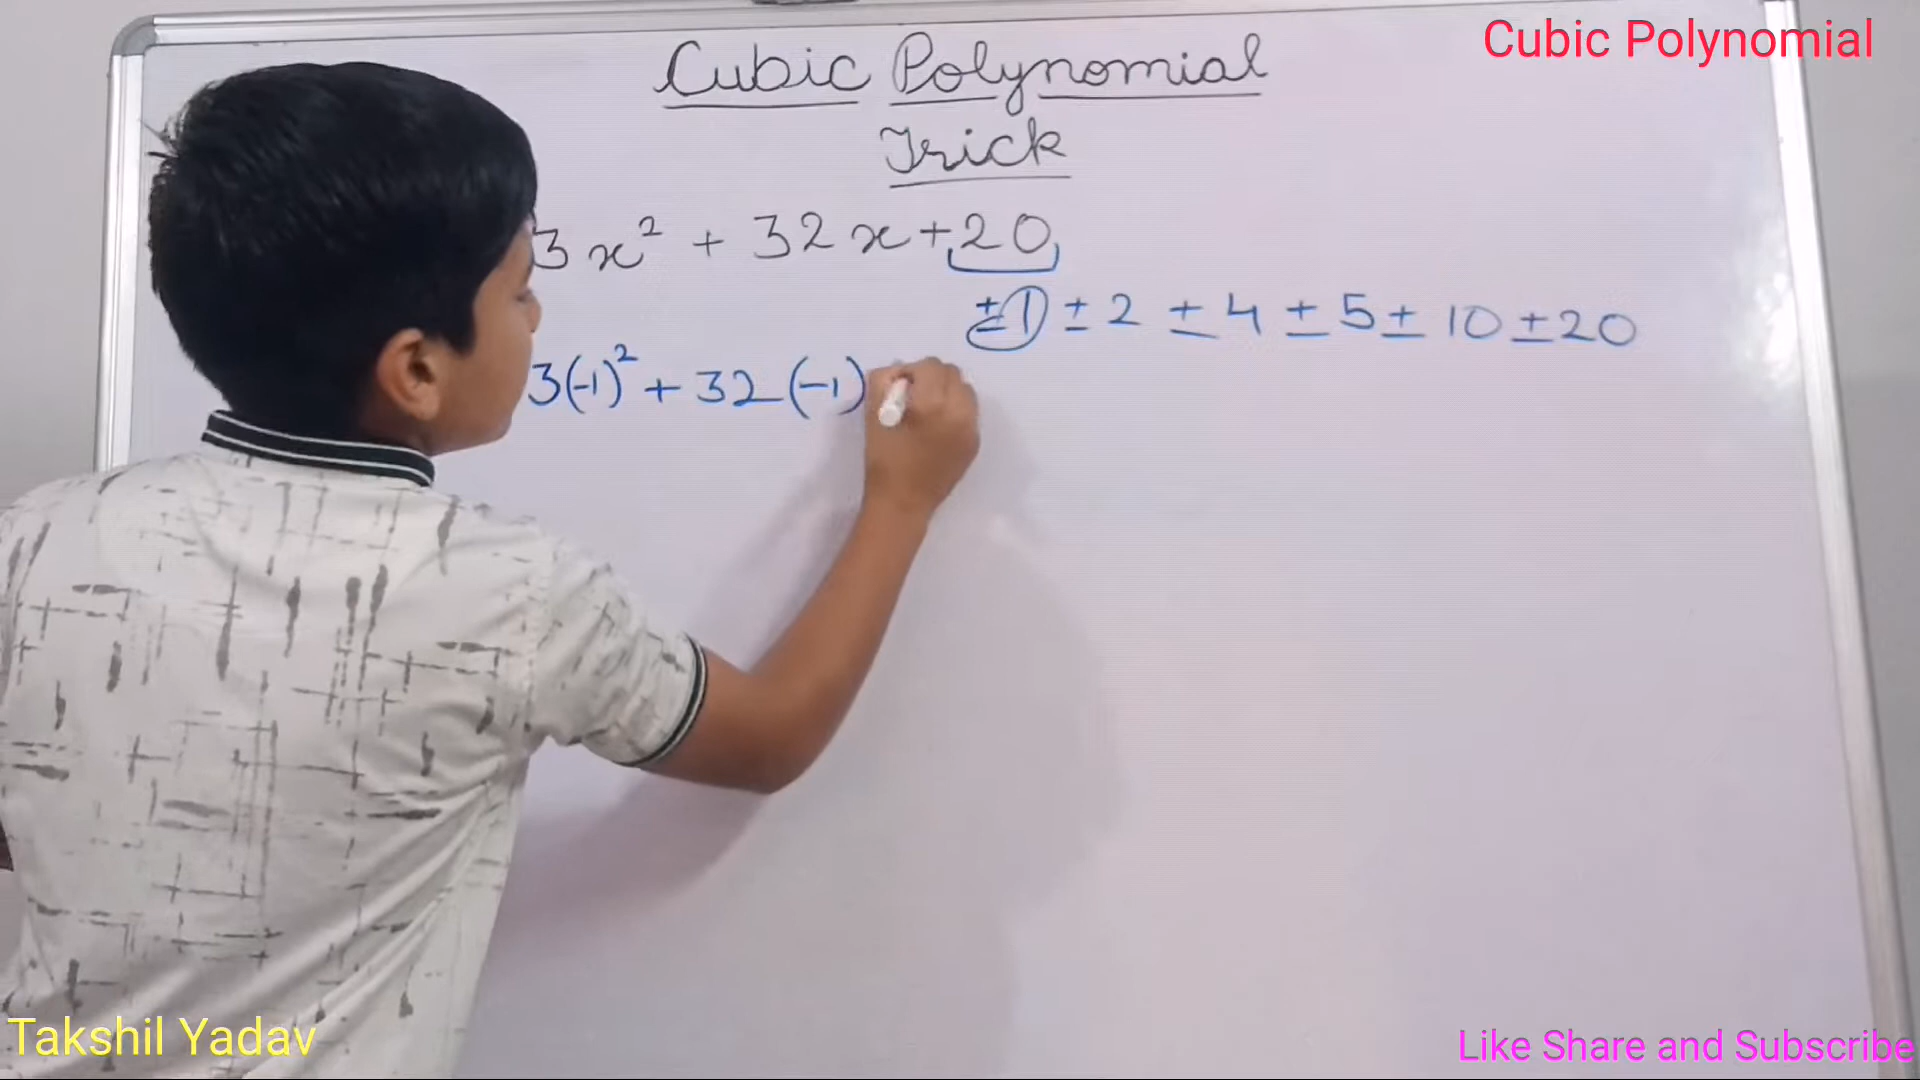 Cubic Polynomial
Cubic Polynomial
Trick
3x² + 32x + 20
±1 ± 2 ± 4 ± 5 ± 10 ± 20
3(-1)² + 32(-1)
Takshil Yadav
Like Share and Subscribe